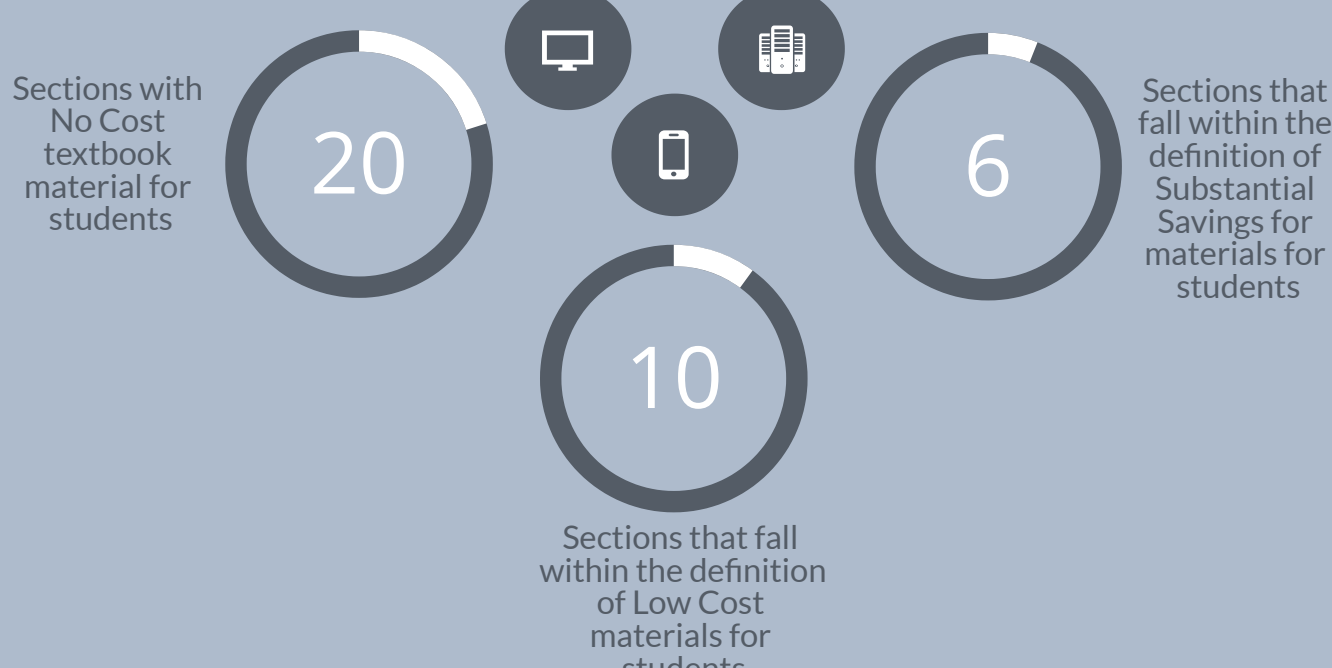 Sections with
No Cost
textbook
material for
students
20
6
Sections that
fall within the
definition of
Substantial
Savings for
materials for
students
10
Sections that fall
within the definition
of Low Cost
materials for
students